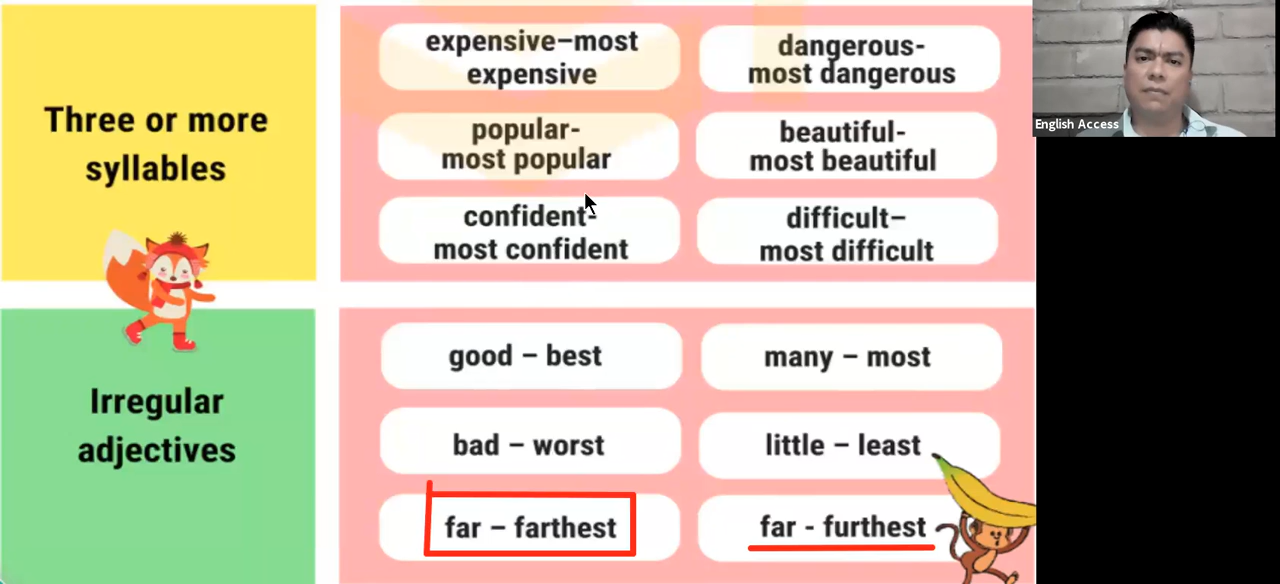 Three or more
syllables
expensive–most
expensive
dangerous-
most dangerous
popular-
most popular
beautiful-
most beautiful
confident-
most confident
difficult–
most difficult
Irregular
adjectives
good – best
many – most
bad – worst
little – least
far – farthest
far - furthest
English Access